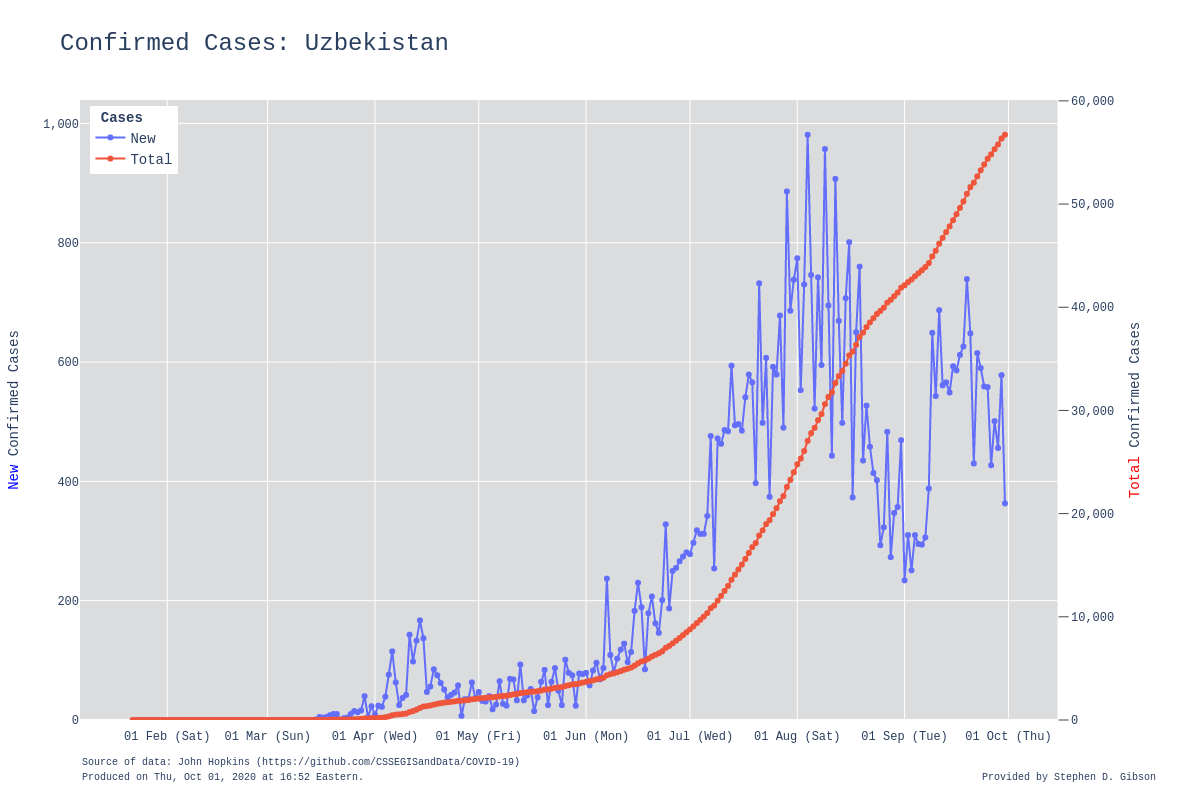 Confirmed Cases: Uzbekistan
Cases
New
Total
1,000
800
600
400
200
0
60,000
50,000
40,000
30,000
20,000
10,000
0
New Confirmed Cases
Total Confirmed Cases
01 Feb (Sat) 01 Mar (Sun) 01 Apr (Wed) 01 May (Fri) 01 Jun (Mon) 01 Jul (Wed) 01 Aug (Sat) 01 Sep (Tue) 01 Oct (Thu)
Source of data: John Hopkins (https://github.com/CSSEGISandData/COVID-19)
Produced on Thu, Oct 01, 2020 at 16:52 Eastern.
Provided by Stephen D. Gibson